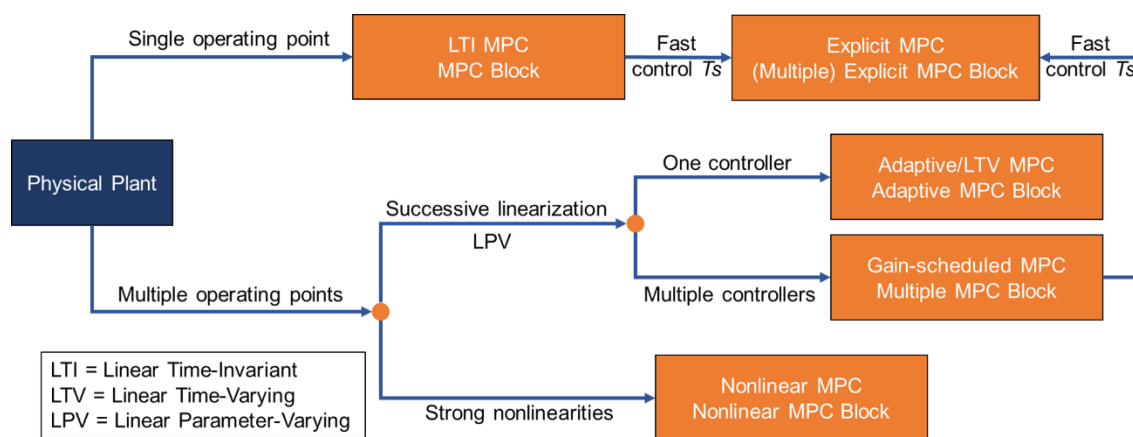 Single operating point
LTI MPC
MPC Block
Fast
control Ts
Explicit MPC
(Multiple) Explicit MPC Block
Fast
control Ts
Physical Plant
One controller
Adaptive/LTV MPC
Adaptive MPC Block
Successive linearization
LPV
Multiple controllers
Gain-scheduled MPC
Multiple MPC Block
Multiple operating points
LTI = Linear Time-Invariant
LTV = Linear Time-Varying
LPV = Linear Parameter-Varying
Strong nonlinearities
Nonlinear MPC
Nonlinear MPC Block